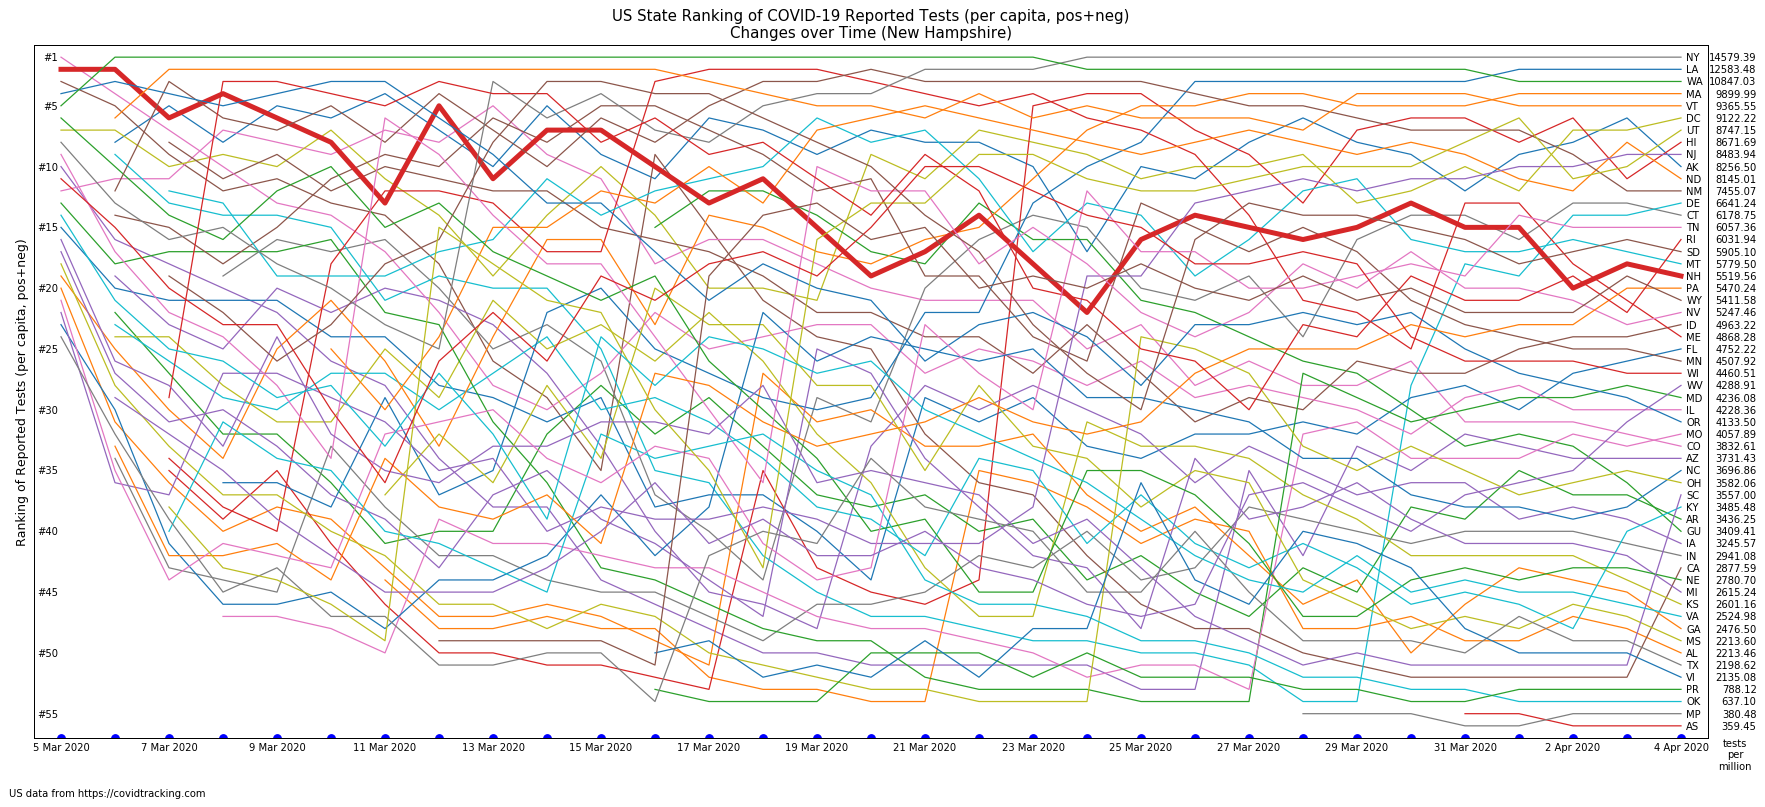 US State Ranking of COVID-19 Reported Tests (per capita, pos+neg)
Changes over Time (New Hampshire)
Ranking of Reported Tests (per capita, pos+neg)
#1
#5
#10
#15
#20
#25
#30
#35
#40
#45
#50
#55
NY 14579.39
LA 12583.48
WA 10847.03
MA 9899.99
VT 9365.55
DC 9122.22
UT 8747.15
HI 8671.69
NJ 8483.94
AK 8256.50
ND 8145.01
NM 7455.07
DE 6641.24
CT 6178.75
TN 6057.36
RI 6031.94
SD 5905.10
MT 5779.50
NH 5519.56
PA 5470.24
WY 5411.58
NV 5247.46
ID 4963.22
ME 4868.28
FL 4752.22
MN 4507.92
WI 4460.51
WV 4288.91
MD 4236.08
IL 4228.36
OR 4133.50
MO 4057.89
CO 3832.61
AZ 3731.43
NC 3696.86
OH 3582.06
SC 3557.00
KY 3485.48
AR 3436.25
GU 3409.41
IA 3245.57
IN 2941.08
CA 2877.59
NE 2780.70
MI 2615.24
KS 2601.16
VA 2524.98
GA 2476.50
MS 2213.60
AL 2213.46
TX 2198.62
VI 2135.08
PR 788.12
OK 637.10
MP 380.48
AS 359.45
5 Mar 2020
7 Mar 2020
9 Mar 2020
11 Mar 2020
13 Mar 2020
15 Mar 2020
17 Mar 2020
19 Mar 2020
21 Mar 2020
23 Mar 2020
25 Mar 2020
27 Mar 2020
29 Mar 2020
31 Mar 2020
2 Apr 2020
4 Apr 2020
tests
per
million
US data from https://covidtracking.com